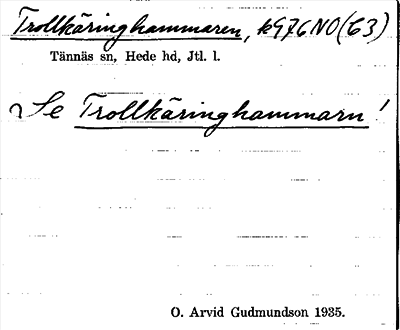 Trollkäringhammaren, k976NO(63)
Tännäs sn, Hede hd, Jtl. l.
Se Trollkäringhammarn!
O. Arvid Gudmundson 1935.